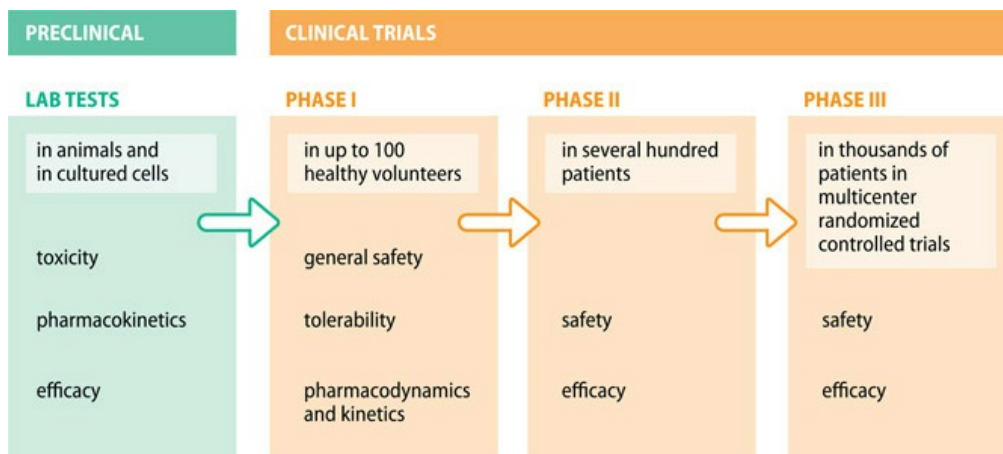 PRECLINICAL
CLINICAL TRIALS
LAB TESTS
in animals and
in cultured cells
toxicity
pharmacokinetics
efficacy
PHASE I
in up to 100
healthy volunteers
general safety
tolerability
pharmacodynamics
and kinetics
PHASE II
in several hundred
patients
safety
efficacy
PHASE III
in thousands of
patients in
multicenter
randomized
controlled trials
safety
efficacy